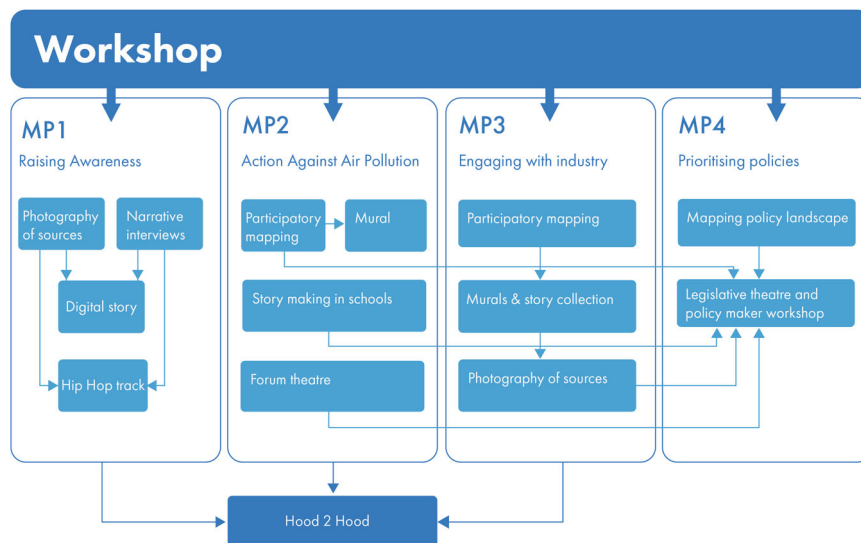 Workshop
MP1
Raising Awareness
Photography
of sources
Narrative
interviews
Digital story
Hip Hop track
MP2
Action Against Air Pollution
Participatory
mapping
Mural
Story making in schools
Forum theatre
MP3
Engaging with industry
Participatory mapping
Murals & story collection
Photography of sources
MP4
Prioritising policies
Mapping policy landscape
Legislative theatre and
policy maker workshop
Hood 2 Hood